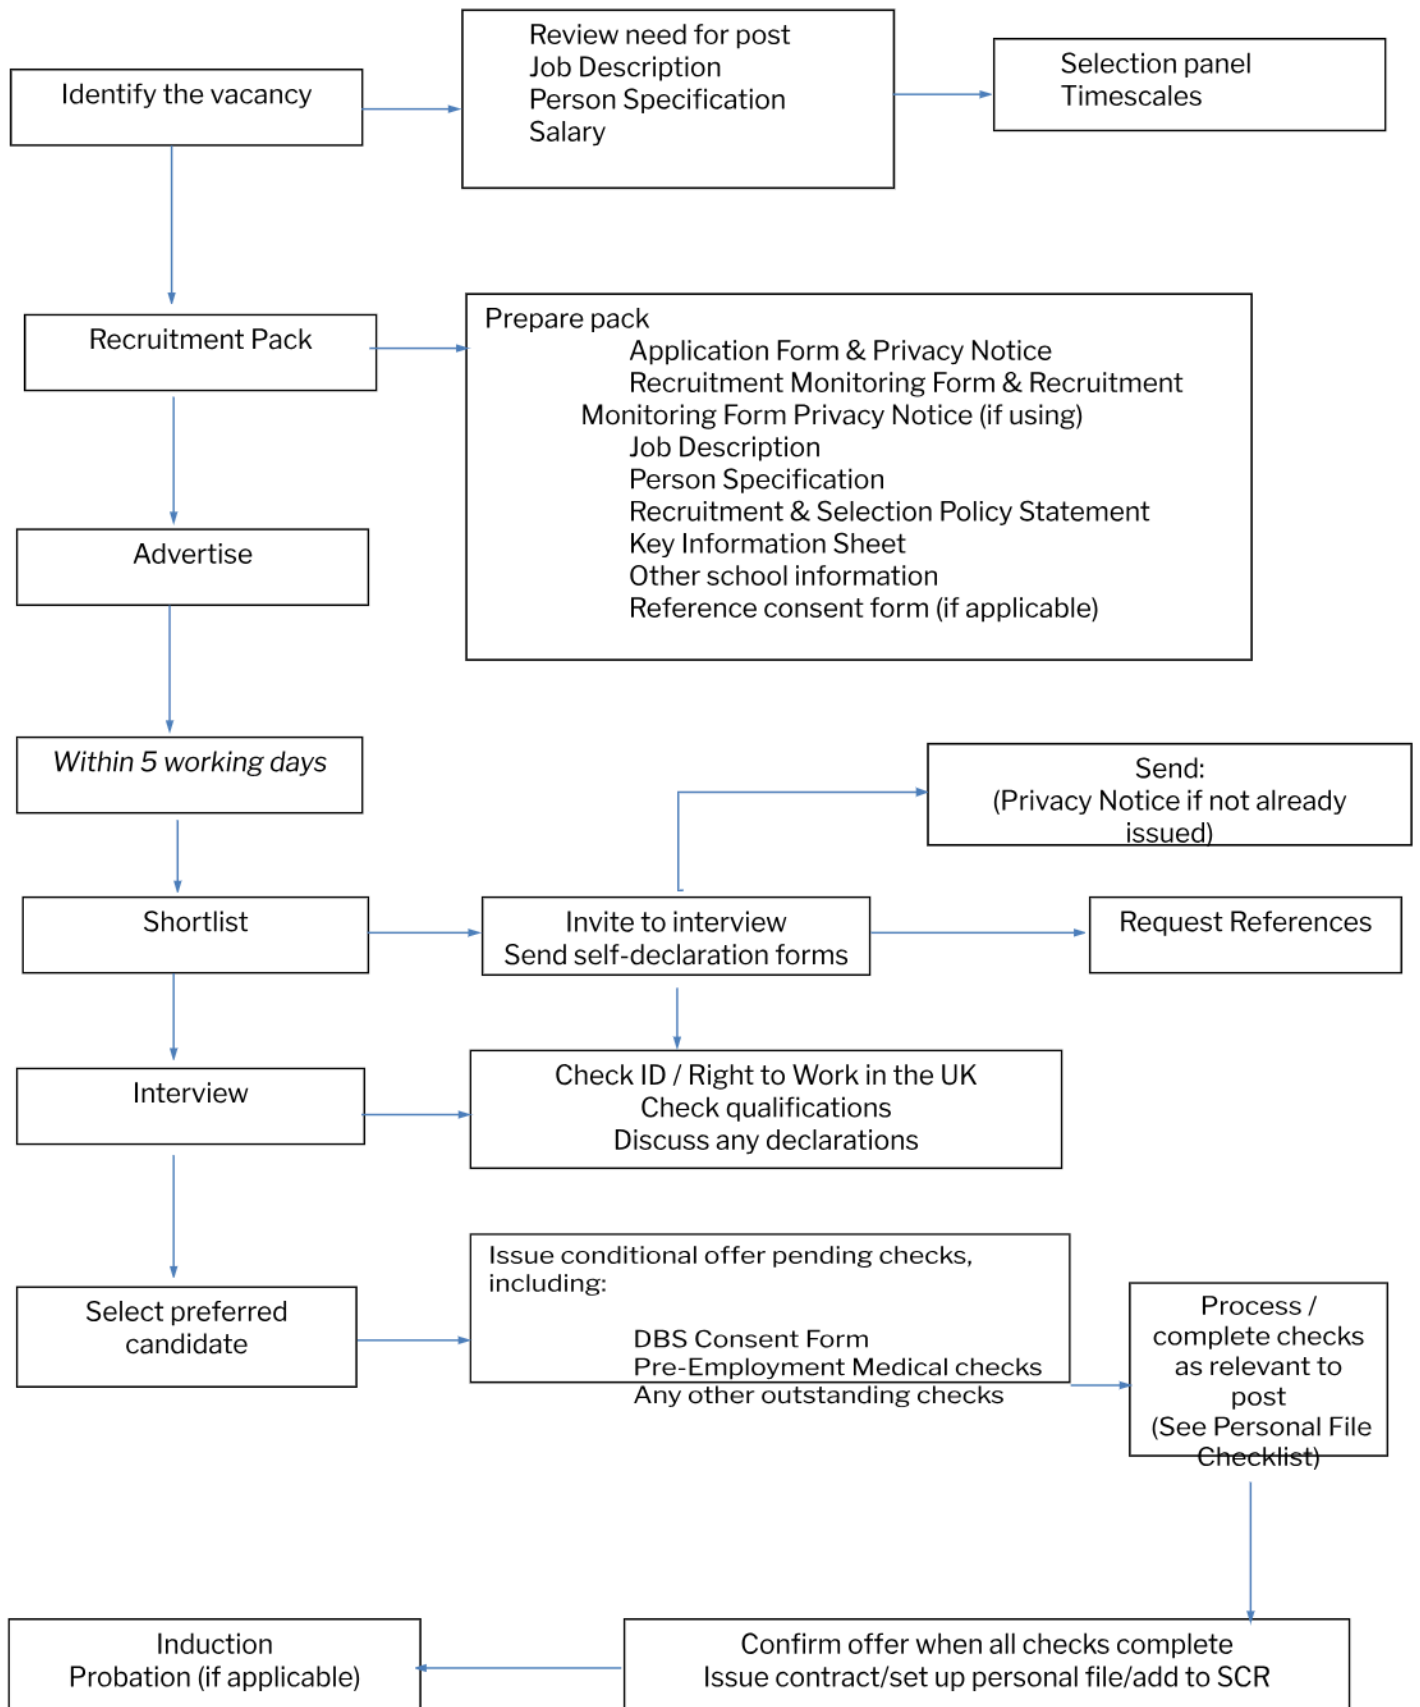 Identify the vacancy
Review need for post
Job Description
Person Specification
Salary
Selection panel
Timescales
Recruitment Pack
Prepare pack
Application Form & Privacy Notice
Recruitment Monitoring Form & Recruitment
Monitoring Form Privacy Notice (if using)
Job Description
Person Specification
Recruitment & Selection Policy Statement
Key Information Sheet
Other school information
Reference consent form (if applicable)
Advertise
Within 5 working days
Send:
(Privacy Notice if not already
issued)
Shortlist
Invite to interview
Send self-declaration forms
Request References
Interview
Check ID / Right to Work in the UK
Check qualifications
Discuss any declarations
Select preferred
candidate
Issue conditional offer pending checks,
including:
DBS Consent Form
Pre-Employment Medical checks
Any other outstanding checks
Process /
complete checks
as relevant to
post
(See Personal File
Checklist)
Induction
Probation (if applicable)
Confirm offer when all checks complete
Issue contract/set up personal file/add to SCR